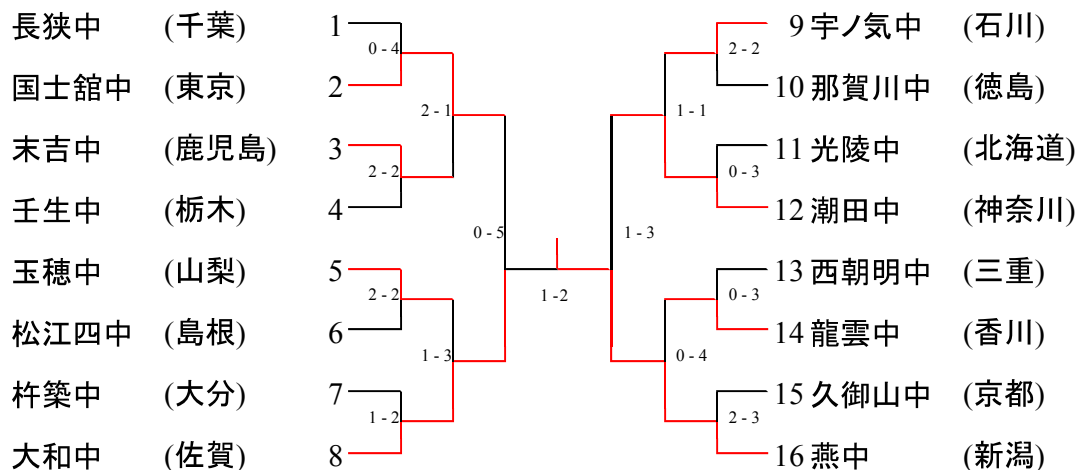 長狭中 (千葉) 1
国士舘中 (東京) 2
末吉中 (鹿児島) 3
壬生中 (栃木) 4
玉穂中 (山梨) 5
松江四中 (島根) 6
杵築中 (大分) 7
大和中 (佐賀) 8
0 - 4
2 - 2
2 - 2
1 - 2
2 - 1
1 - 3
0 - 5
1 - 2
1 - 3
1 - 1
0 - 4
2 - 2
0 - 3
0 - 3
2 - 3
9 宇ノ気中 (石川)
10 那賀川中 (徳島)
11 光陵中 (北海道)
12 潮田中 (神奈川)
13 西朝明中 (三重)
14 龍雲中 (香川)
15 久御山中 (京都)
16 燕中 (新潟)